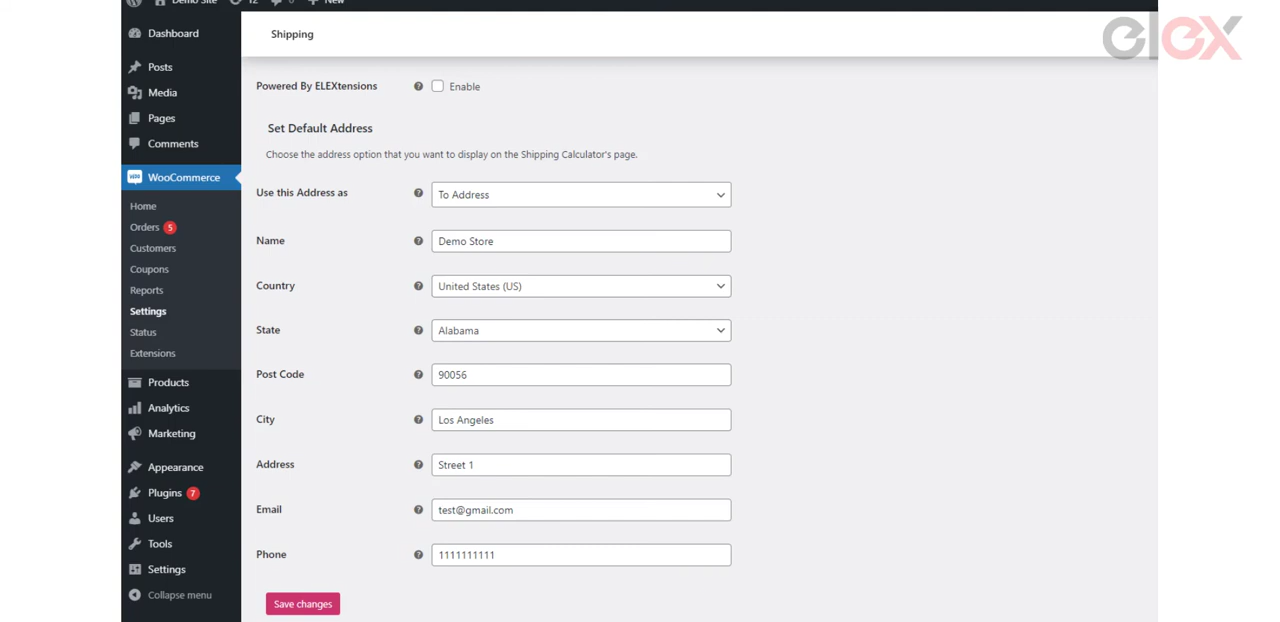 Demo Site 12 0 New
elex
Dashboard
Posts
Media
Pages
Comments
WooCommerce
Home
Orders 5
Customers
Coupons
Reports
Settings
Status
Extensions
Products
Analytics
Marketing
Appearance
Plugins 7
Users
Tools
Settings
Collapse menu
Shipping
Powered By ELEXtensions Enable
Set Default Address
Choose the address option that you want to display on the Shipping Calculator's page.
Use this Address as To Address
Name Demo Store
Country United States (US)
State Alabama
Post Code 90056
City Los Angeles
Address Street 1
Email test@gmail.com
Phone 1111111111
Save changes